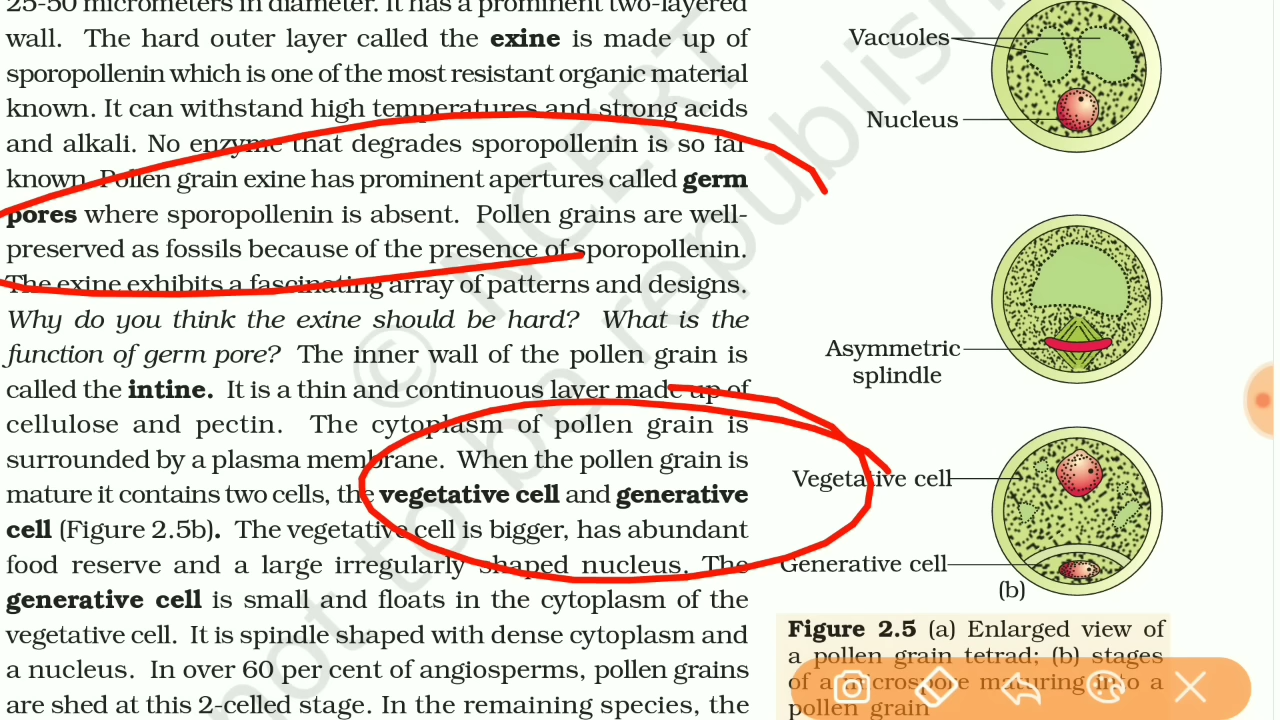 25-50 micrometers in diameter. It has a prominent two-layered
wall. The hard outer layer called the exine is made up of
sporopollenin which is one of the most resistant organic material
known. It can withstand high temperatures and strong acids
and alkali. No enzyme that degrades sporopollenin is so far
known. Pollen grain exine has prominent apertures called germ
pores where sporopollenin is absent. Pollen grains are well-
preserved as fossils because of the presence of sporopollenin.
The exine exhibits a fascinating array of patterns and designs.
Why do you think the exine should be hard? What is the
function of germ pore? The inner wall of the pollen grain is
called the intine. It is a thin and continuous layer made up of
cellulose and pectin. The cytoplasm of pollen grain is
surrounded by a plasma membrane. When the pollen grain is
mature it contains two cells, the vegetative cell and generative
cell (Figure 2.5b). The vegetative cell is bigger, has abundant
food reserve and a large irregularly shaped nucleus. The
generative cell is small and floats in the cytoplasm of the
vegetative cell. It is spindle shaped with dense cytoplasm and
a nucleus. In over 60 per cent of angiosperms, pollen grains
are shed at this 2-celled stage. In the remaining species, the
Vacuoles
Nucleus
Asymmetric
spindle
Vegetative cell
Generative cell
(b)
Figure 2.5 (a) Enlarged view of
a pollen grain tetrad; (b) stages
of a microspore maturing into a
pollen grain
© NCERT
not to be republish